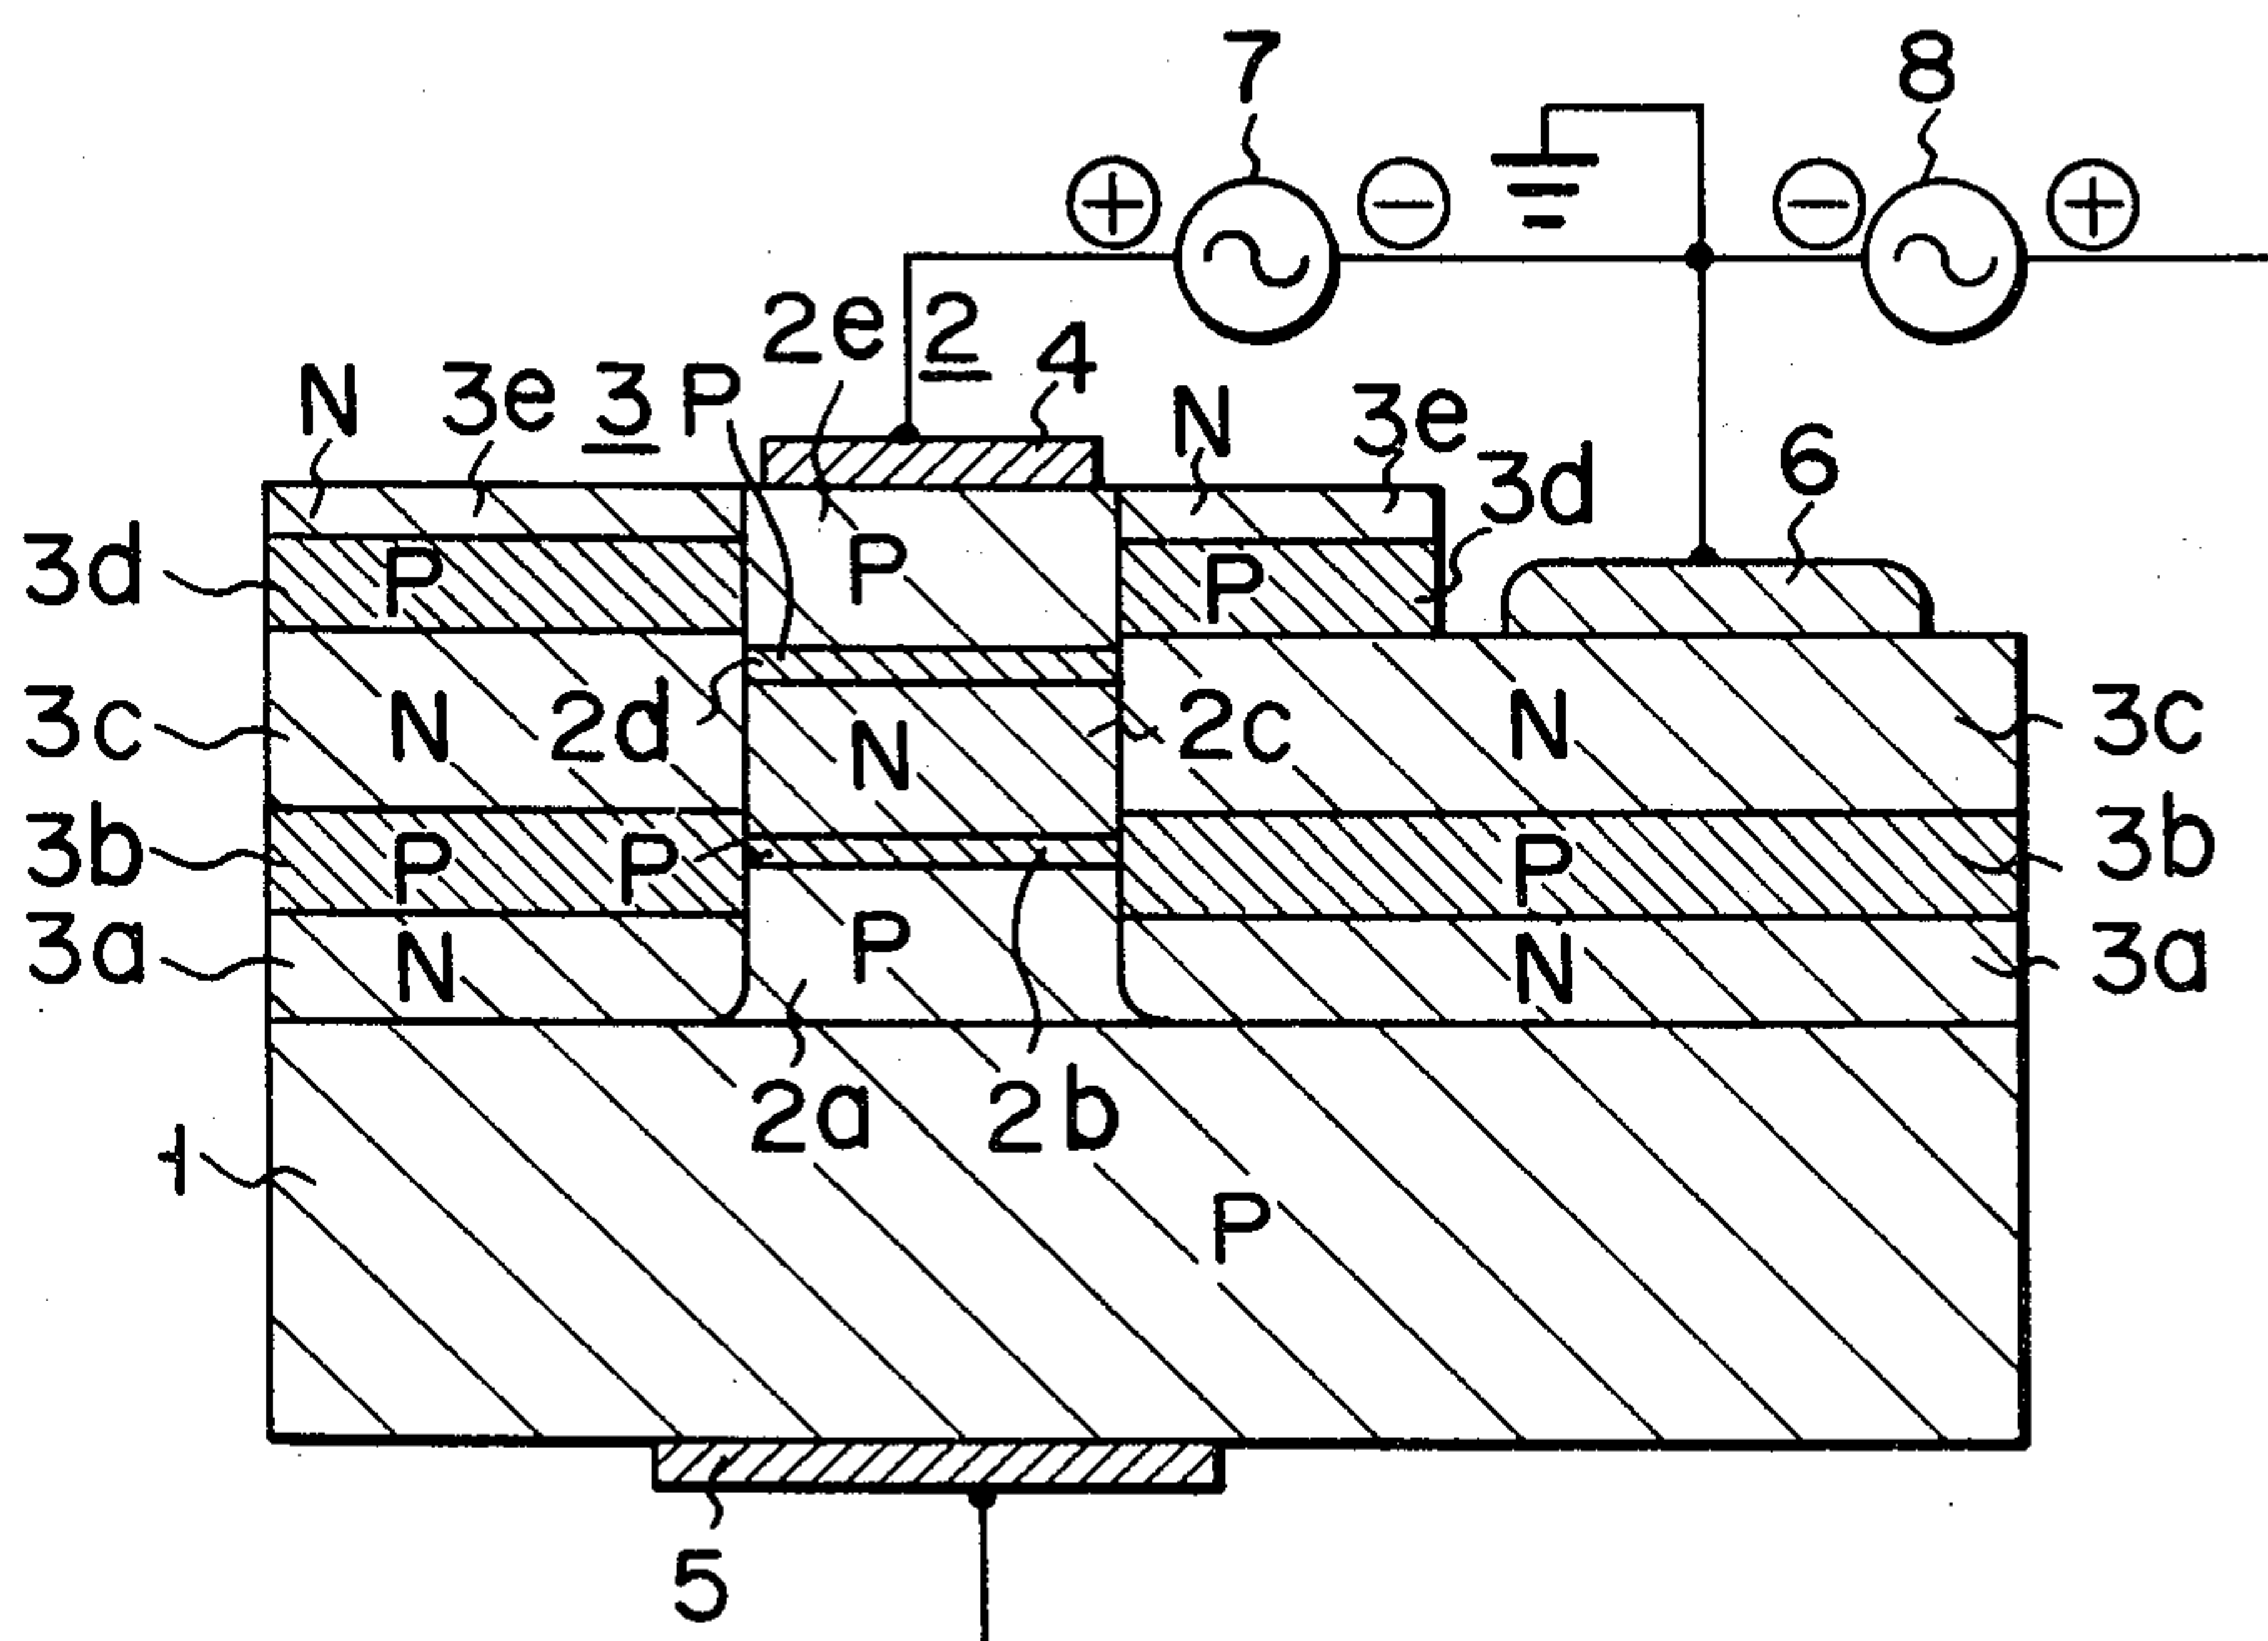 7 8
+ − − +
2e 2 4
N 3e 3 P N 3e
3d 6
3d P P P
3c N 2d N 2c N 3c
3b P P P 3b
3a N P N 3a
2a 2b
1 P
5